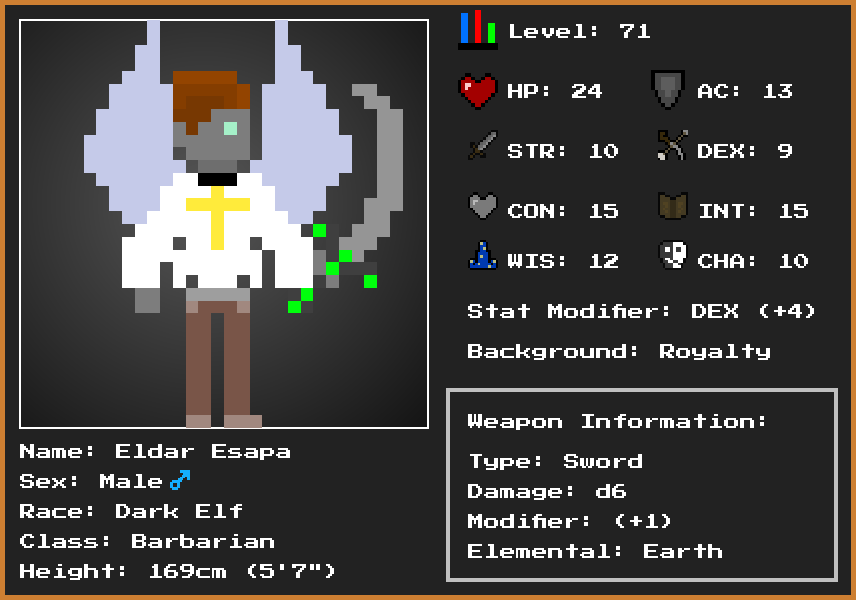 Level: 71
HP: 24
AC: 13
STR: 10
DEX: 9
CON: 15
INT: 15
WIS: 12
CHA: 10
Stat Modifier: DEX (+4)
Background: Royalty
Weapon Information:
Type: Sword
Damage: d6
Modifier: (+1)
Elemental: Earth
Name: Eldar Esapa
Sex: Male♂
Race: Dark Elf
Class: Barbarian
Height: 169cm (5'7")